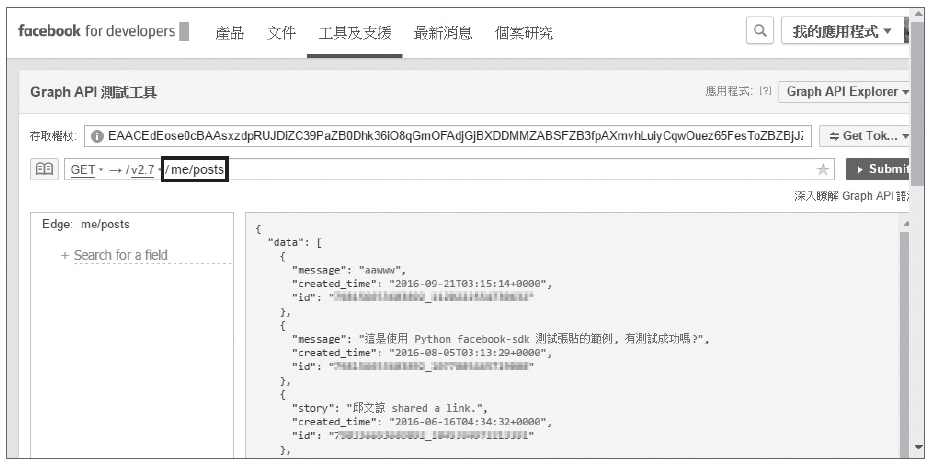 facebook for developers 產品 文件 工具及支援 最新消息 個案研究 我的應用程式
Graph API 測試工具 應用程式: [?] Graph API Explorer
存取權杖: EAACEdEose0cBAAsxzdpRUJDlZC39PaZB0Dhk36iO8qGmOFAdjGjBXDDMMZABSFZB3fpAXmvhLuiyCqwOuez65FesToZBZBjJZ Get Tok...
GET → / v2.7 /me/posts Submit
深入瞭解 Graph API 語
Edge: me/posts
+ Search for a field
{
"data": [
{
"message": "aawww",
"created_time": "2016-09-21T03:15:14+0000",
"id": "
},
{
"message": "這是使用 Python facebook-sdk 測試張貼的範例, 有測試成功嗎?",
"created_time": "2016-08-05T03:13:29+0000",
"id": "
},
{
"story": "邱文諒 shared a link.",
"created_time": "2016-06-16T04:34:32+0000",
"id": "
},